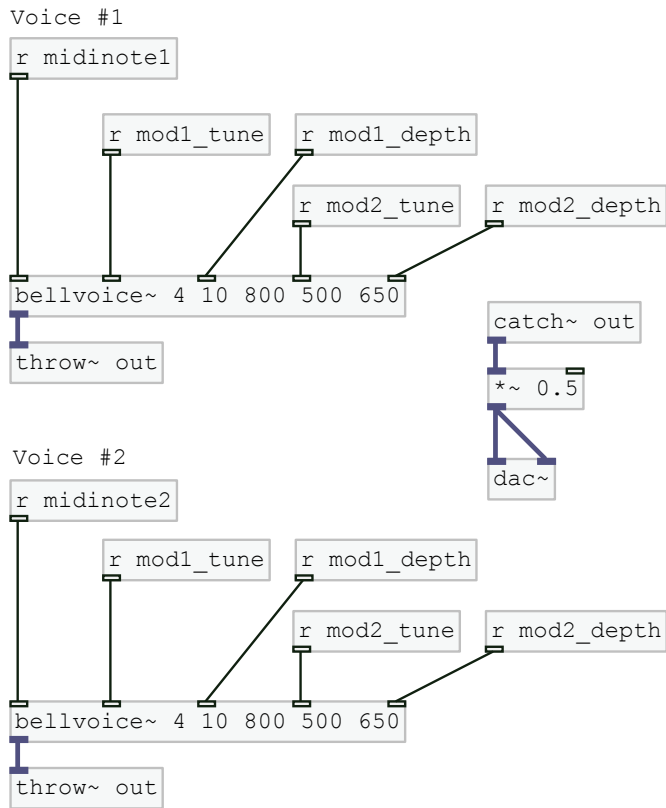 Voice #1
r midinote1
r mod1_tune
r mod1_depth
r mod2_tune
r mod2_depth
bellvoice~ 4 10 800 500 650
throw~ out
catch~ out
*~ 0.5
dac~
Voice #2
r midinote2
r mod1_tune
r mod1_depth
r mod2_tune
r mod2_depth
bellvoice~ 4 10 800 500 650
throw~ out